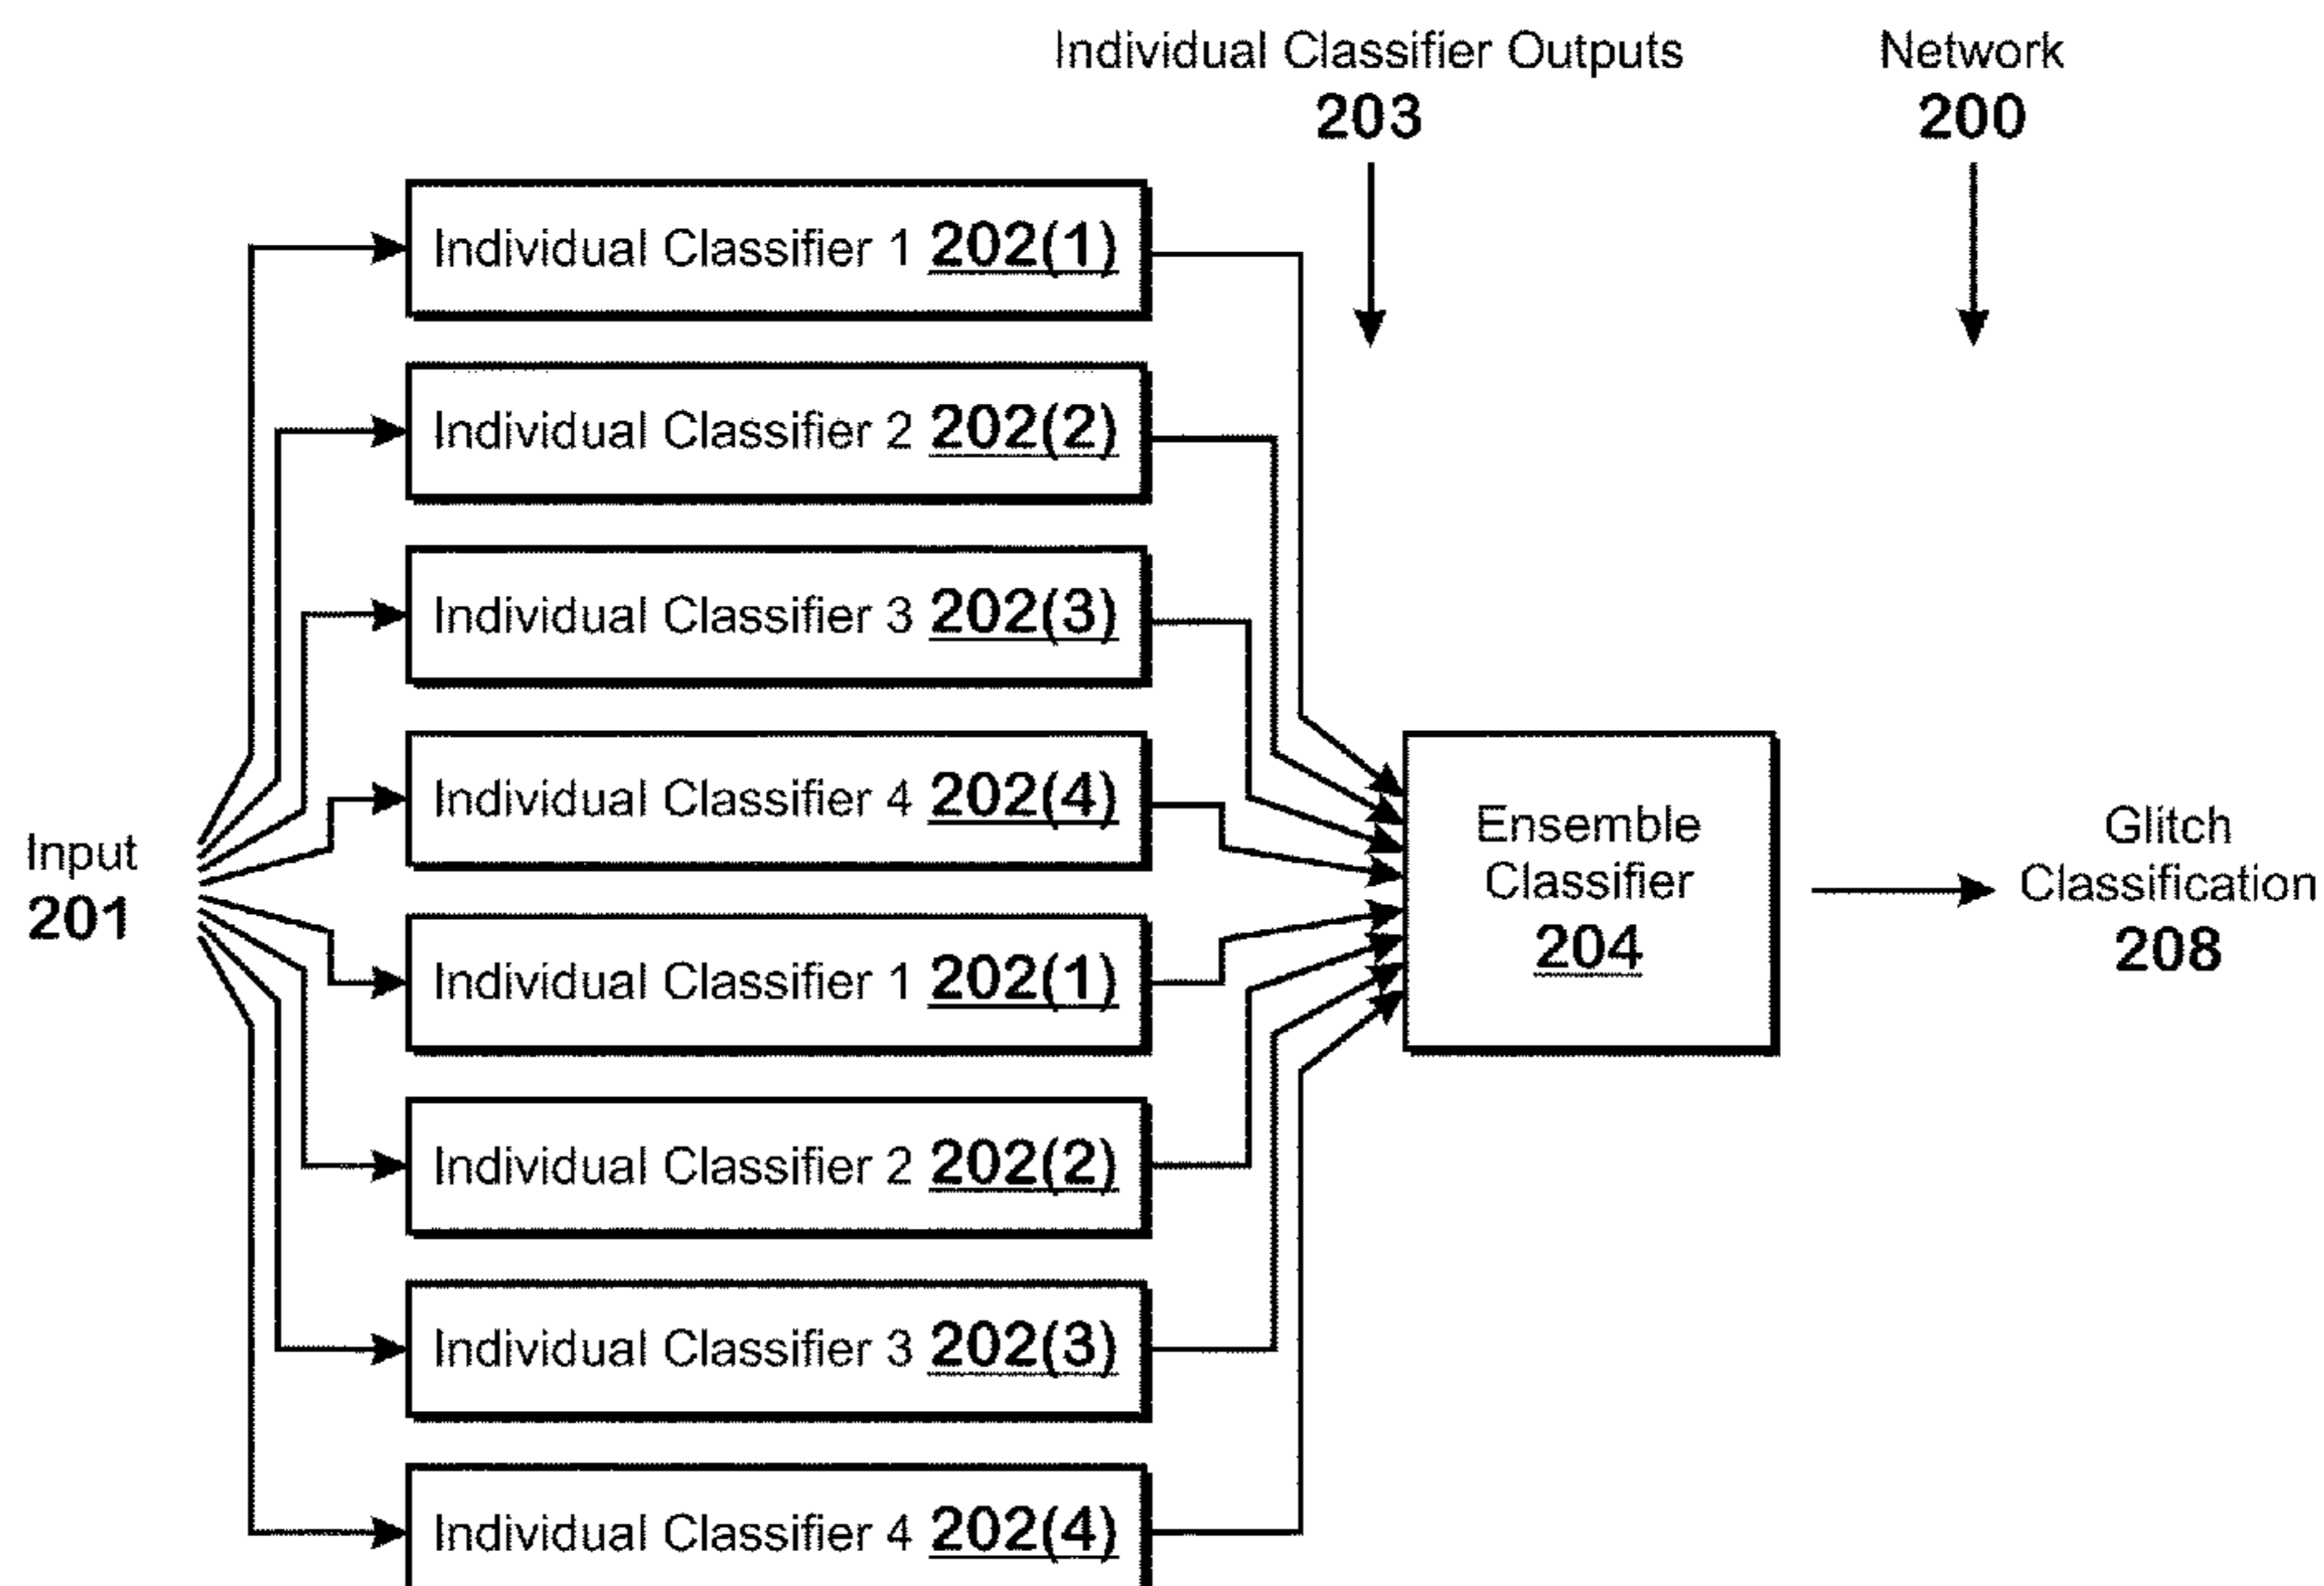 Individual Classifier Outputs
203
Network
200
Individual Classifier 1 202(1)
Individual Classifier 2 202(2)
Individual Classifier 3 202(3)
Individual Classifier 4 202(4)
Input
201
Individual Classifier 1 202(1)
Individual Classifier 2 202(2)
Individual Classifier 3 202(3)
Individual Classifier 4 202(4)
Ensemble
Classifier
204
Glitch
Classification
208